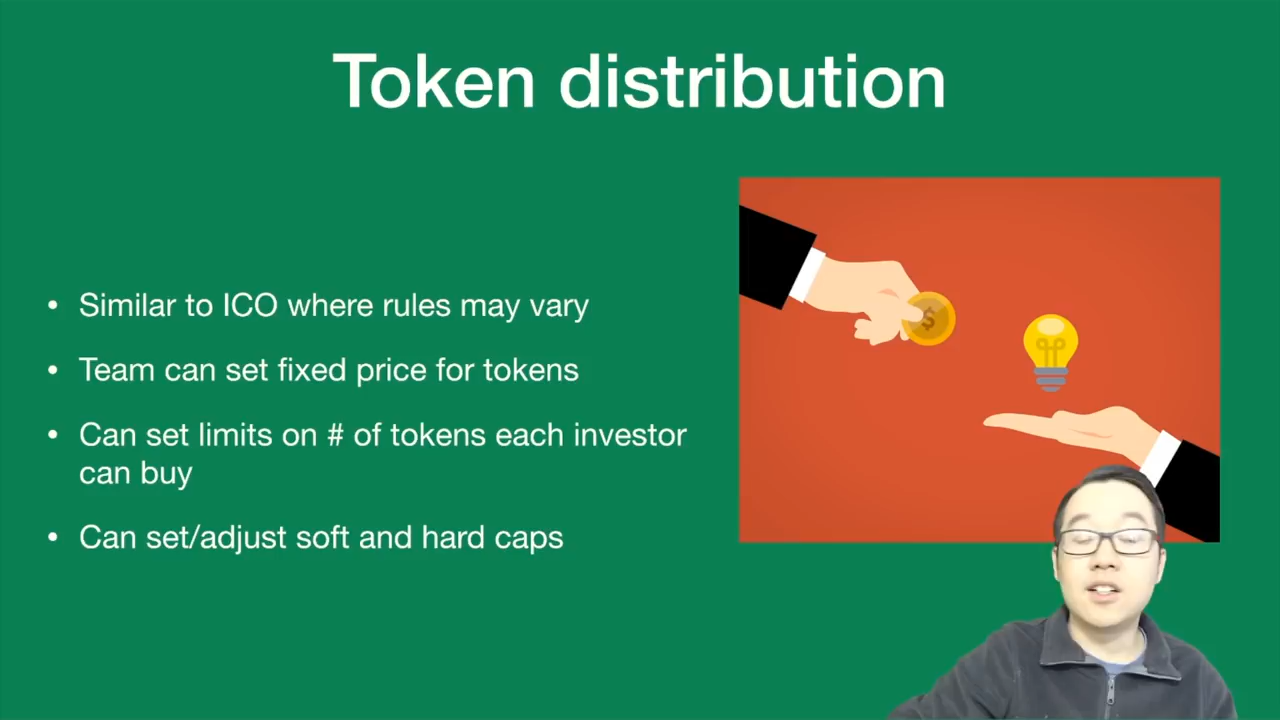 Token distribution
• Similar to ICO where rules may vary
• Team can set fixed price for tokens
• Can set limits on # of tokens each investor
can buy
• Can set/adjust soft and hard caps
$